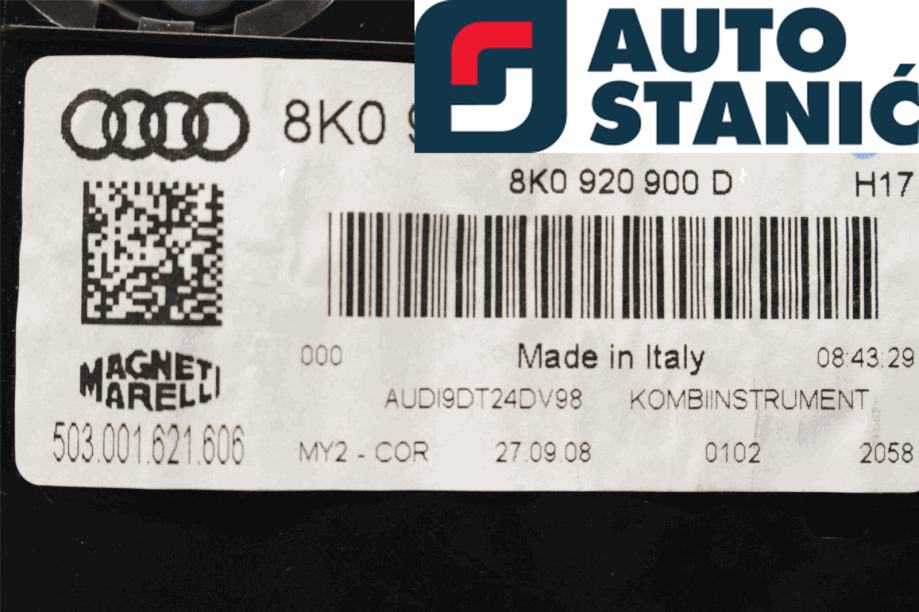 AUTO
STANIĆ
8K0 9
8K0 920 900 D H17
000 Made in Italy 08:43:29
MAGNETI
MARELLI
AUDI9DT24DV98 KOMBIINSTRUMENT
503.001.621.606
MY2 - COR 27.09.08 0102 2058